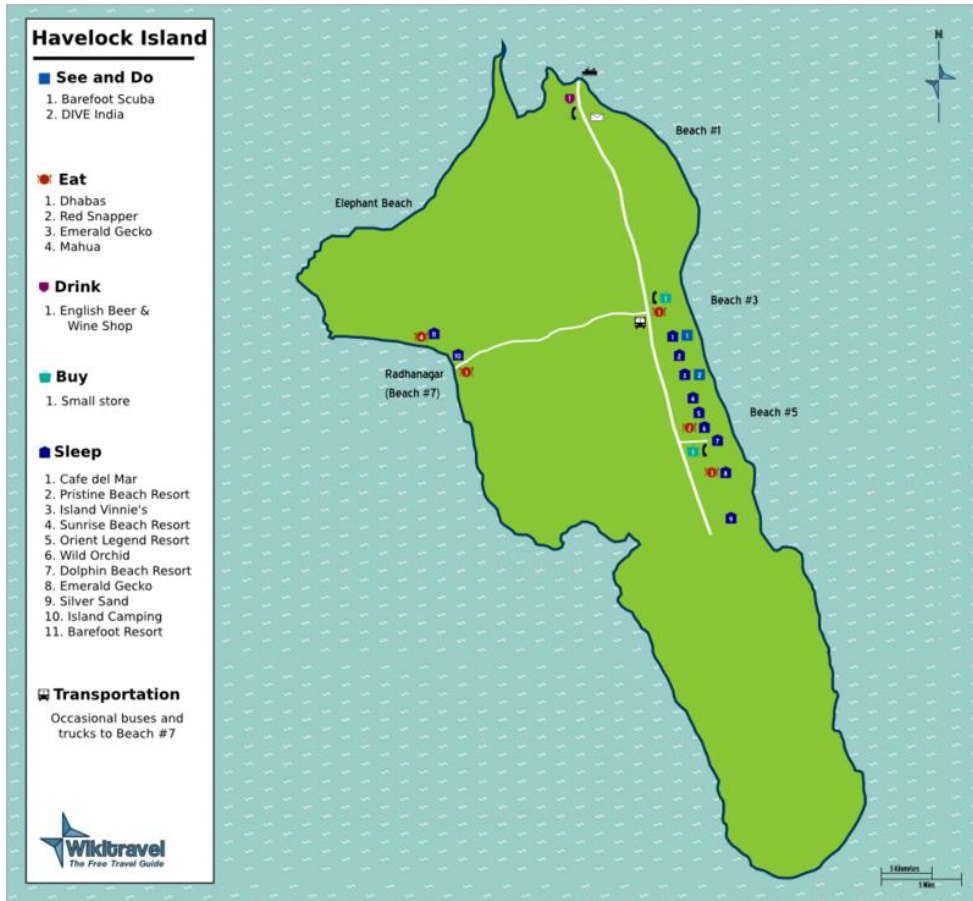 Havelock Island
See and Do
1. Barefoot Scuba
2. DIVE India
Eat
1. Dhabas
2. Red Snapper
3. Emerald Gecko
4. Mahua
Drink
1. English Beer &
Wine Shop
Buy
1. Small store
Sleep
1. Cafe del Mar
2. Pristine Beach Resort
3. Island Vinnie's
4. Sunrise Beach Resort
5. Orient Legend Resort
6. Wild Orchid
7. Dolphin Beach Resort
8. Emerald Gecko
9. Silver Sand
10. Island Camping
11. Barefoot Resort
Transportation
Occasional buses and
trucks to Beach #7
Wikitravel
The Free Travel Guide
N
Beach #1
Elephant Beach
Beach #3
Radhanagar
(Beach #7)
Beach #5
5 Kilometers
5 Miles